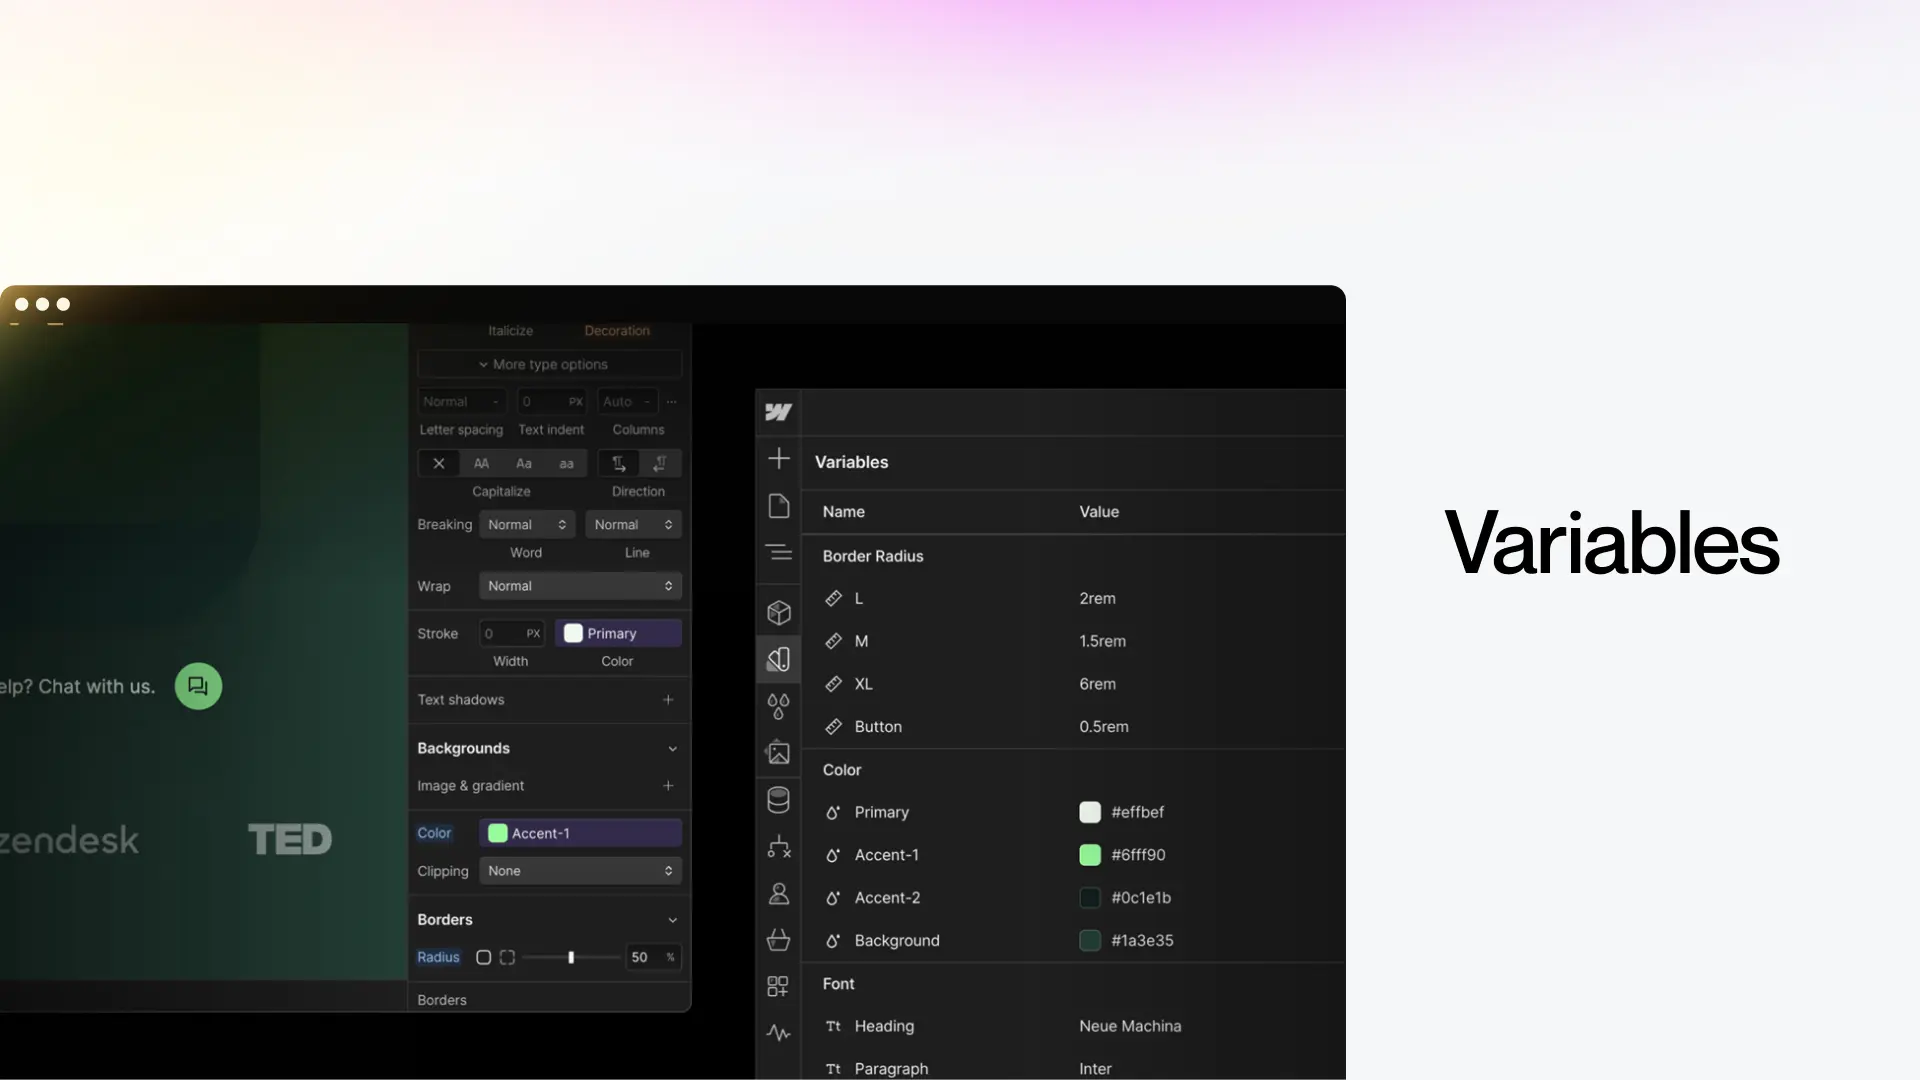 Italicize Decoration
More type options
Normal - 0 PX Auto - ...
Letter spacing Text indent Columns
AA Aa aa
Capitalize Direction
Breaking Normal Normal
Word Line
Wrap Normal
Stroke 0 PX Primary
Width Color
Text shadows +
Backgrounds
Image & gradient +
Color Accent-1
Clipping None
Borders
Radius 50 %
Borders
elp? Chat with us.
zendesk TED
Variables
Name Value
Border Radius
L 2rem
M 1.5rem
XL 6rem
Button 0.5rem
Color
Primary #effbef
Accent-1 #6fff90
Accent-2 #0c1e1b
Background #1a3e35
Font
Tt Heading Neue Machina
Tt Paragraph Inter
Variables